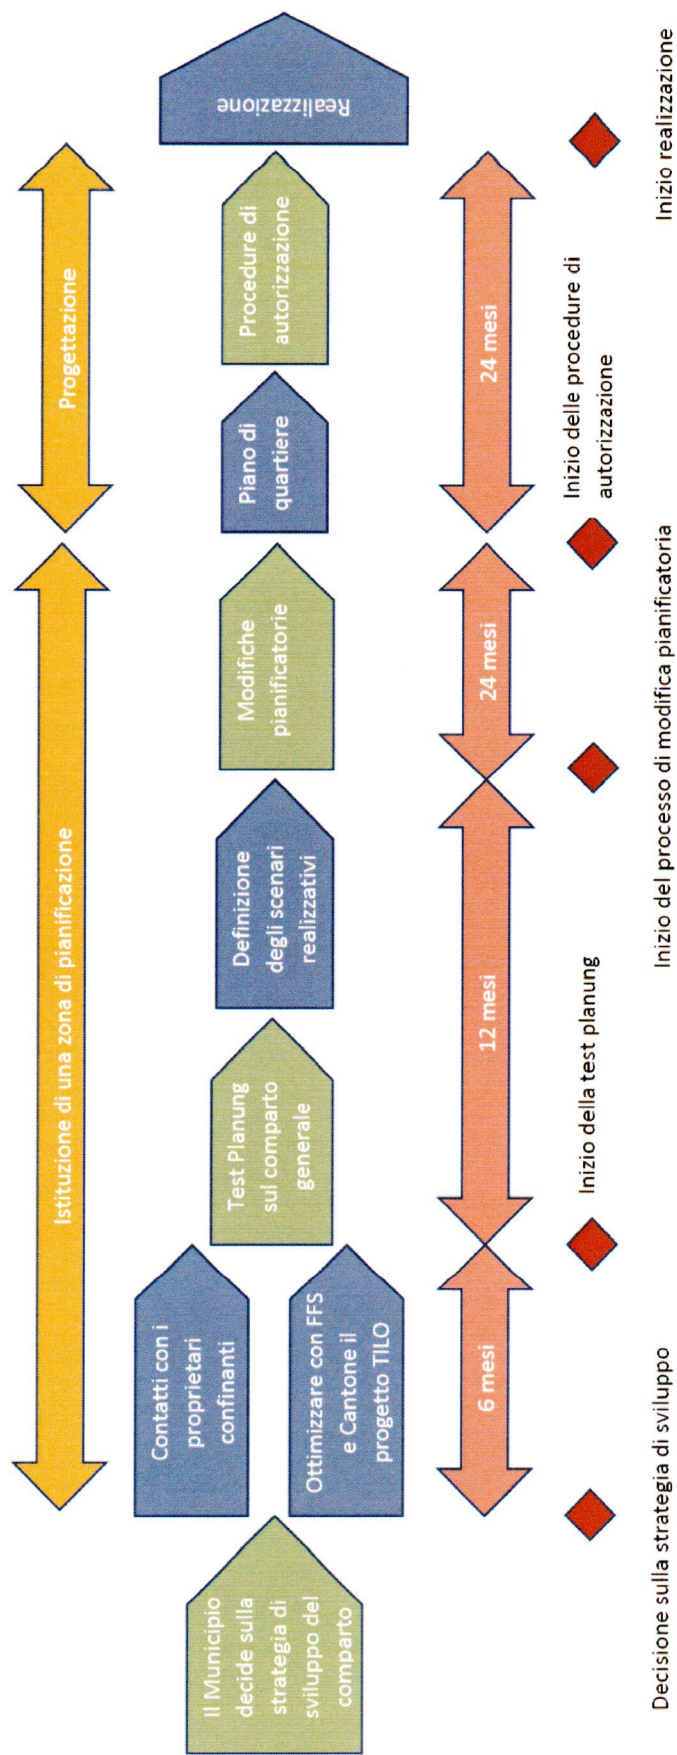 Istituzione di una zona di pianificazione
Progettazione
Il Municipio
decide sulla
strategia di
sviluppo del
comparto
Contatti con i
proprietari
confinanti
Ottimizzare con FFS
e Cantone il
progetto TILO
Test Planung
sul comparto
generale
Definizione
degli scenari
realizzativi
Modifiche
pianificatorie
Piano di
quartiere
Procedure di
autorizzazione
Realizzazione
6 mesi
12 mesi
24 mesi
24 mesi
Decisione sulla strategia di sviluppo
Inizio della test planung
Inizio del processo di modifica pianificatoria
Inizio delle procedure di
autorizzazione
Inizio realizzazione